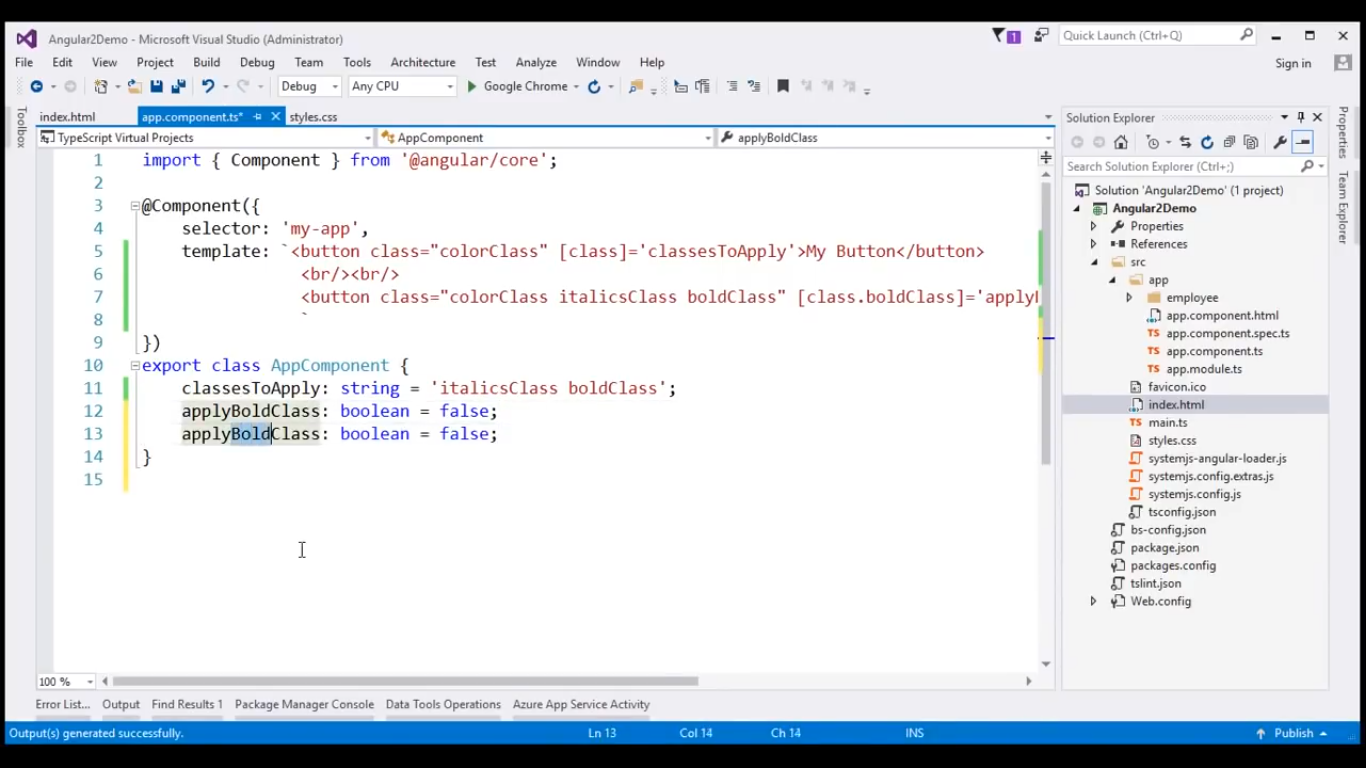 Angular2Demo - Microsoft Visual Studio (Administrator)
1
Quick Launch (Ctrl+Q)
File Edit View Project Build Debug Team Tools Architecture Test Analyze Window Help
Sign in
Debug Any CPU Google Chrome
index.html app.component.ts* styles.css
TypeScript Virtual Projects AppComponent applyBoldClass
1 import { Component } from '@angular/core';
2
3 @Component({
4 selector: 'my-app',
5 template: `<button class="colorClass" [class]='classesToApply'>My Button</button>
6 <br/><br/>
7 <button class="colorClass italicsClass boldClass" [class.boldClass]='applyB
8 `
9 })
10 export class AppComponent {
11 classesToApply: string = 'italicsClass boldClass';
12 applyBoldClass: boolean = false;
13 applyBoldClass: boolean = false;
14 }
15
100 %
Toolbox
Solution Explorer
Search Solution Explorer (Ctrl+;)
Solution 'Angular2Demo' (1 project)
Angular2Demo
Properties
References
src
app
employee
app.component.html
TS app.component.spec.ts
TS app.component.ts
TS app.module.ts
favicon.ico
index.html
TS main.ts
styles.css
systemjs-angular-loader.js
systemjs.config.extras.js
systemjs.config.js
tsconfig.json
bs-config.json
package.json
packages.config
tslint.json
Web.config
Properties
Team Explorer
Error List... Output Find Results 1 Package Manager Console Data Tools Operations Azure App Service Activity
Output(s) generated successfully. Ln 13 Col 14 Ch 14 INS Publish